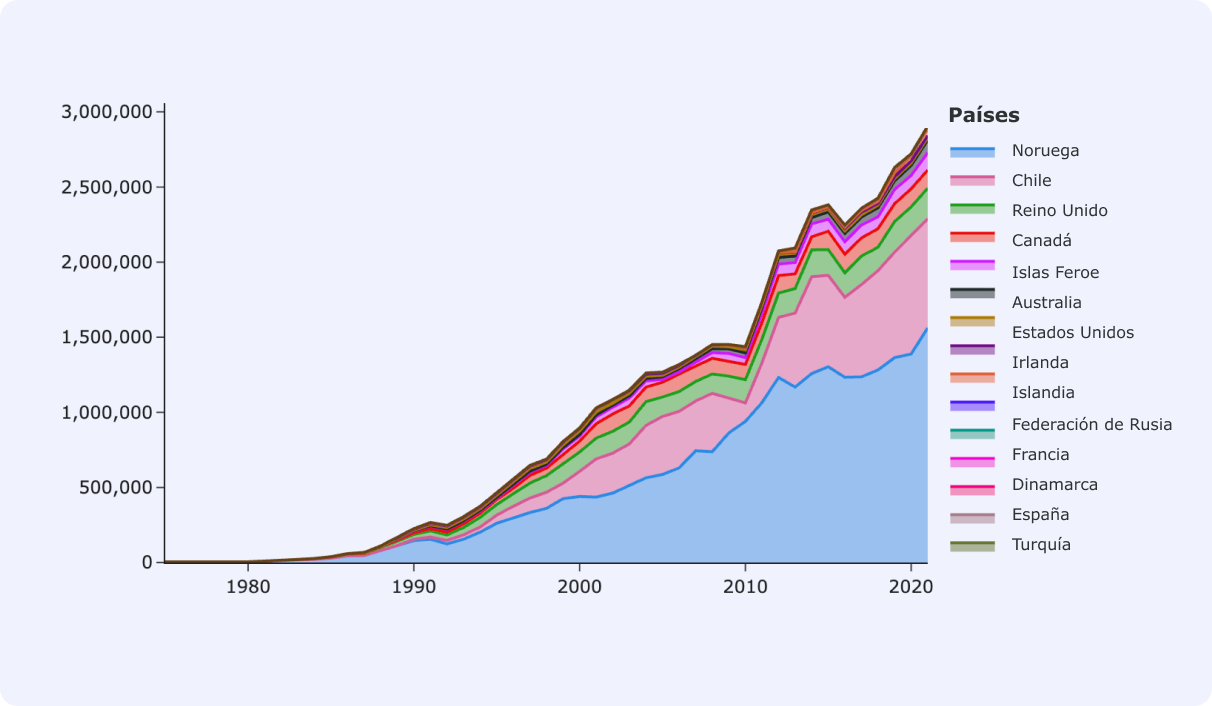 3,000,000
2,500,000
2,000,000
1,500,000
1,000,000
500,000
0
1980
1990
2000
2010
2020
Países
Noruega
Chile
Reino Unido
Canadá
Islas Feroe
Australia
Estados Unidos
Irlanda
Islandia
Federación de Rusia
Francia
Dinamarca
España
Turquía